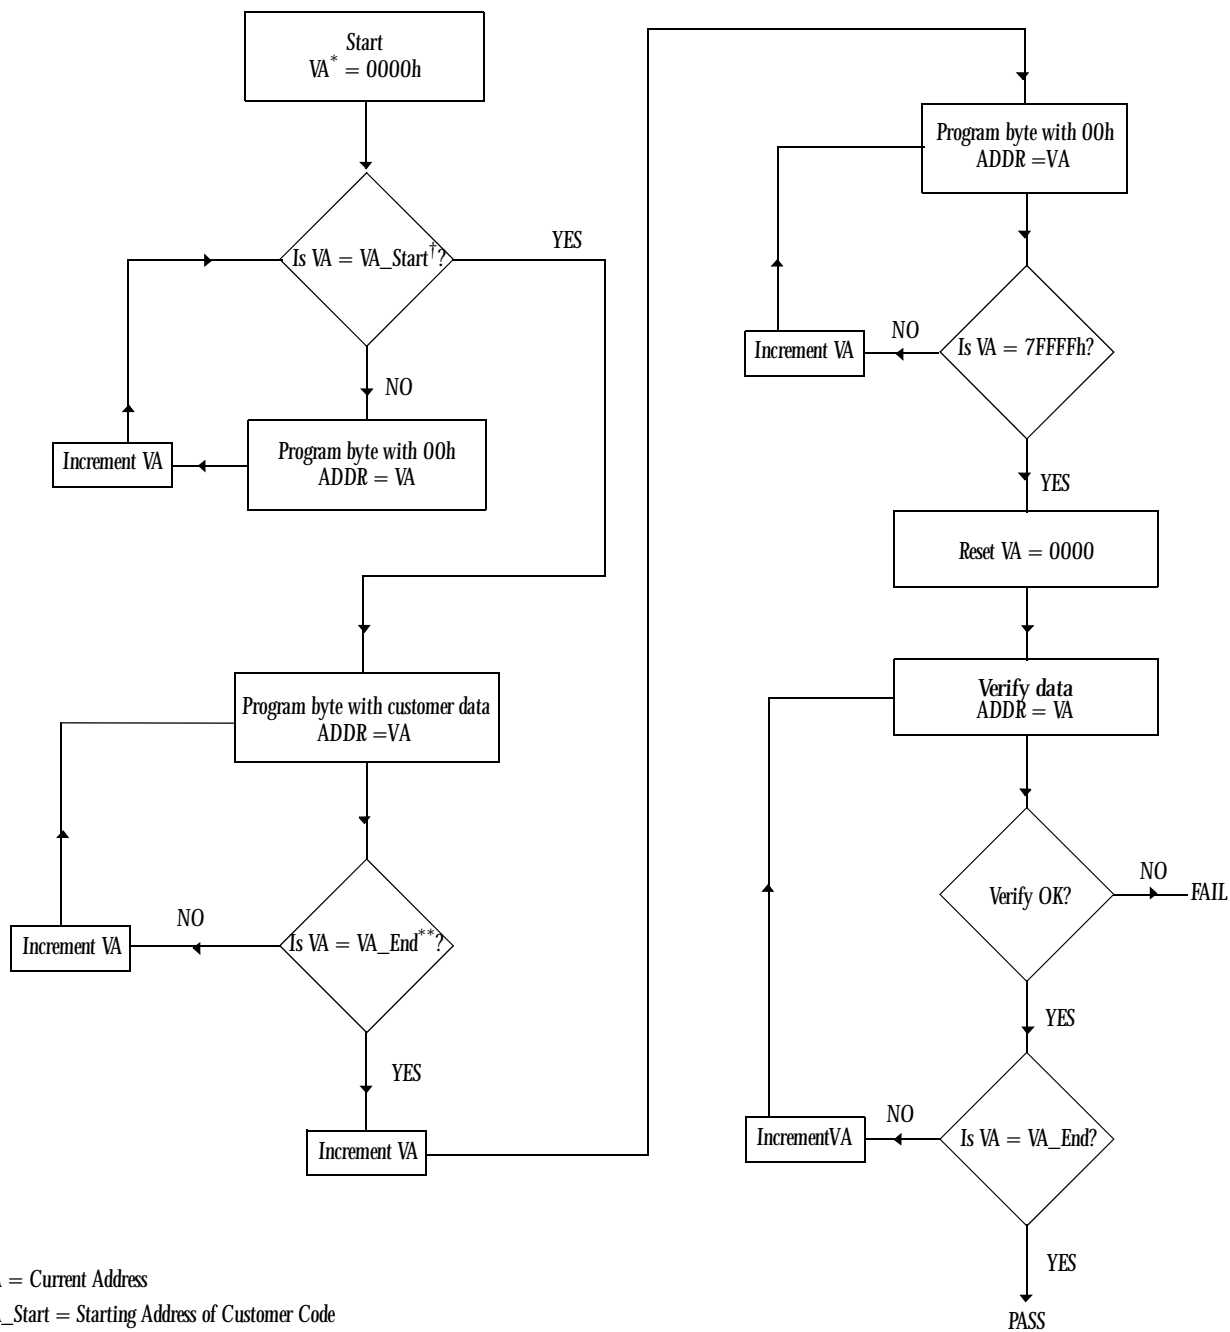 Start
VA* = 0000h
Is VA = VA_Start†?
YES
NO
Program byte with 00h
ADDR = VA
Increment VA
Program byte with customer data
ADDR =VA
Is VA = VA_End**?
NO
Increment VA
YES
Increment VA
Program byte with 00h
ADDR =VA
Is VA = 7FFFFh?
NO
Increment VA
YES
Reset VA = 0000
Verify data
ADDR = VA
Verify OK?
NO
FAIL
YES
Is VA = VA_End?
NO
IncrementVA
YES
PASS
= Current Address
_Start = Starting Address of Customer Code